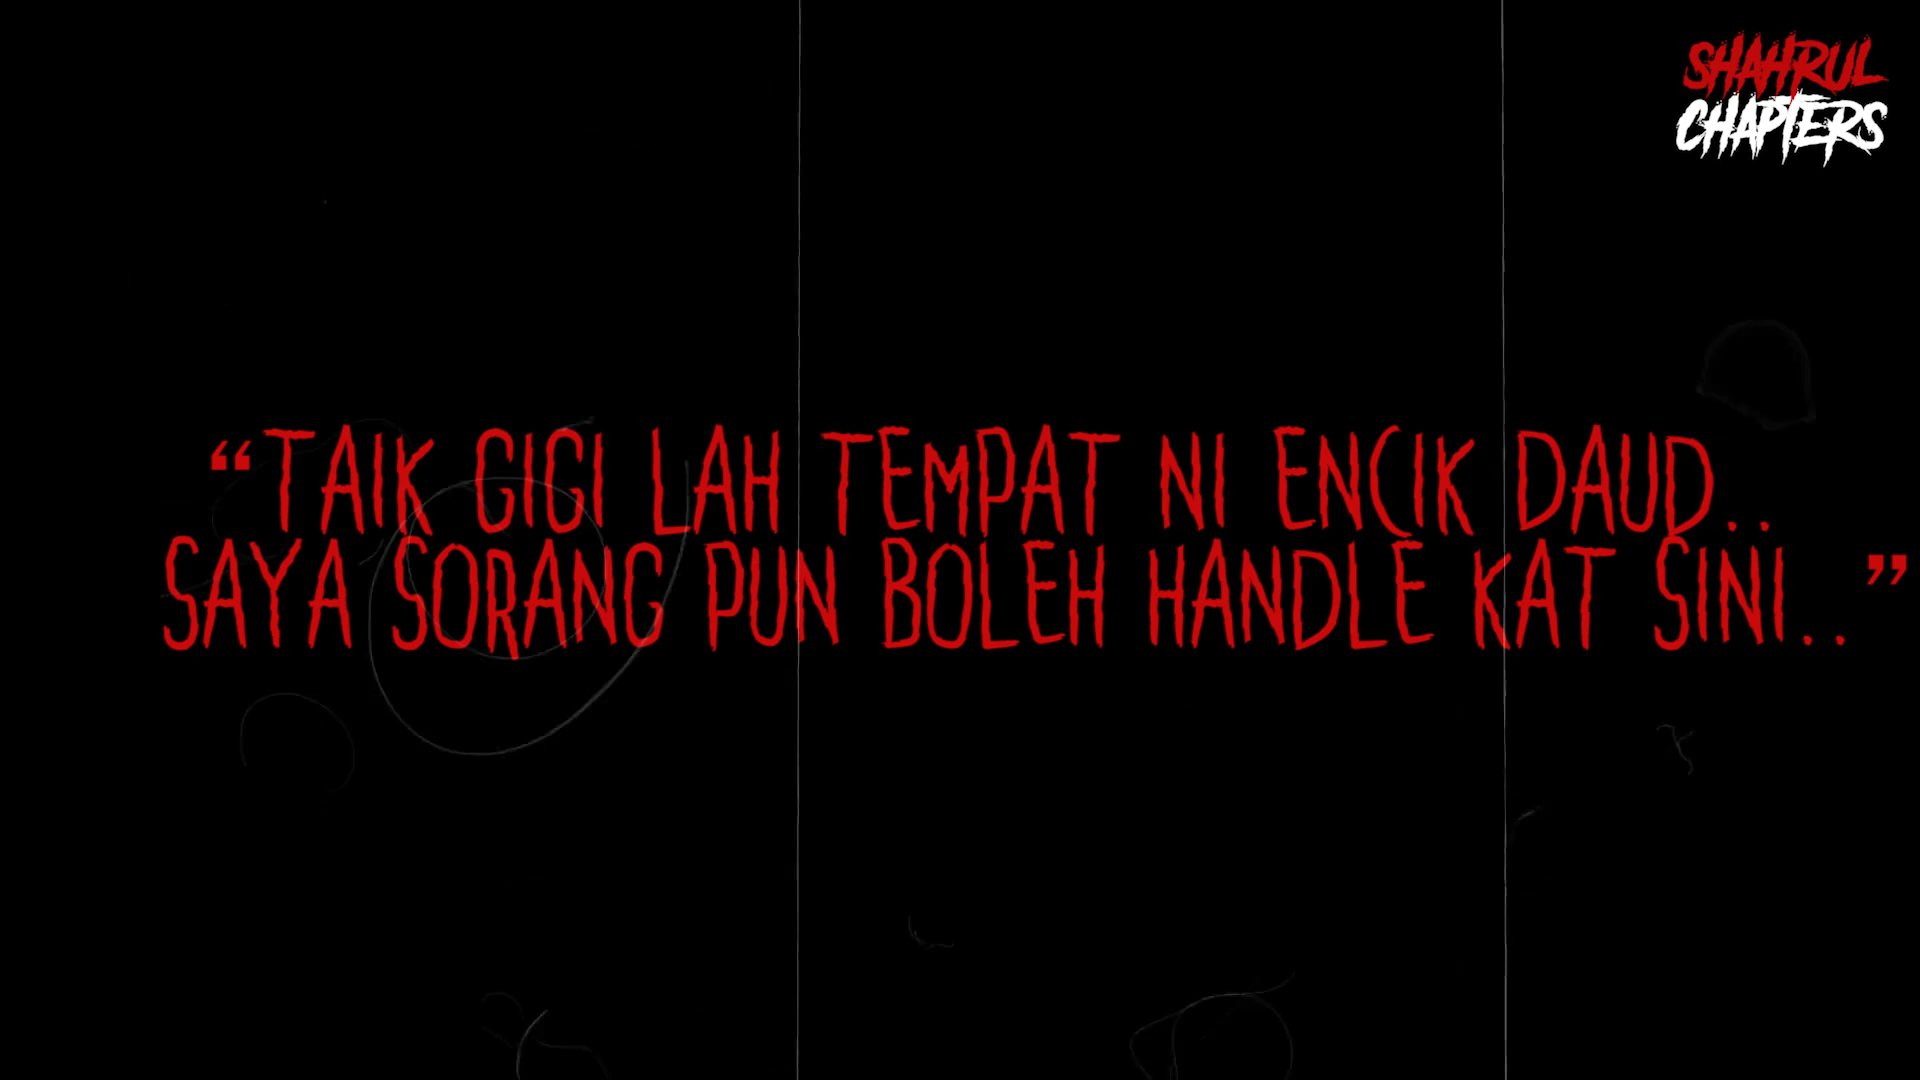 SHAHRUL
CHAPTERS
“TAIK GIGI LAH TEMPAT NI ENCIK DAUD..
SAYA SORANG PUN BOLEH HANDLE KAT SINI..”